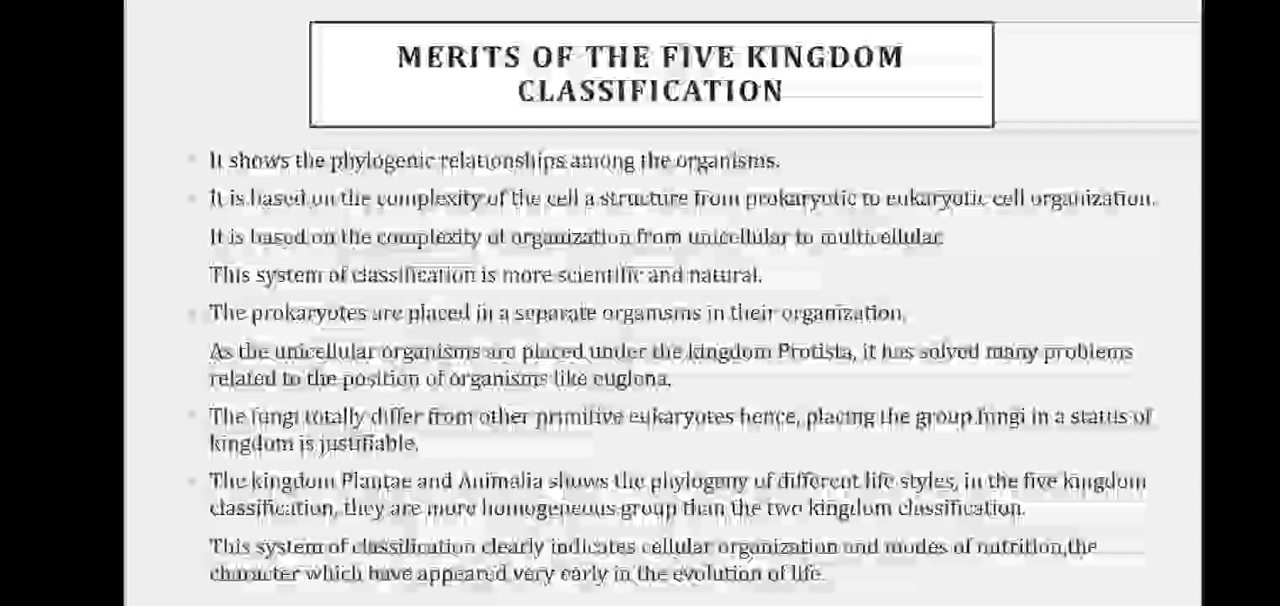 MERITS OF THE FIVE KINGDOM
CLASSIFICATION
It shows the phylogenic relationships among the organisms.
It is based on the complexity of the cell a structure from prokaryotic to eukaryotic cell organization.
It is based on the complexity of organization from unicellular to multicellular
This system of classification is more scientific and natural.
The prokaryotes are placed in a separate organisms in their organization.
As the unicellular organisms are placed under the kingdom Protista, it has solved many problems
related to the position of organisms like euglena.
The fungi totally differ from other primitive eukaryotes hence, placing the group fungi in a status of
kingdom is justifiable.
The kingdom Plantae and Animalia shows the phylogeny of different life styles, in the five kingdom
classification, they are more homogeneous group than the two kingdom classification.
This system of classification clearly indicates cellular organization and modes of nutrition,the
character which have appeared very early in the evolution of life.